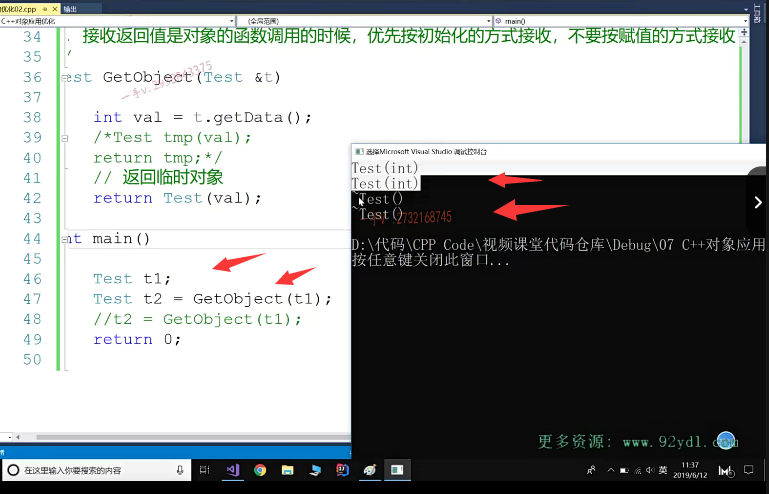 优化02.cpp
输出
C++对象应用优化
(全局范围)
main()
34 接收返回值是对象的函数调用的时候，优先按初始化的方式接收，不要按赋值的方式接收
35 /
36 est GetObject(Test &t)
37
38 int val = t.getData();
39 /*Test tmp(val);
40 return tmp;*/
41 // 返回临时对象
42 return Test(val);
43
44 nt main()
45
46 Test t1;
47 Test t2 = GetObject(t1);
48 //t2 = GetObject(t1);
49 return 0;
50
选择Microsoft Visual Studio 调试控制台
Test(int)
Test(int)
~Test()
~Test()
2732168745
D:\代码\CPP Code\视频课堂代码仓库\Debug\07 C++对象应用
按任意键关闭此窗口...
更多资源: www.92ydl.com
在这里输入你要搜索的内容
英
11:37
2019/6/12